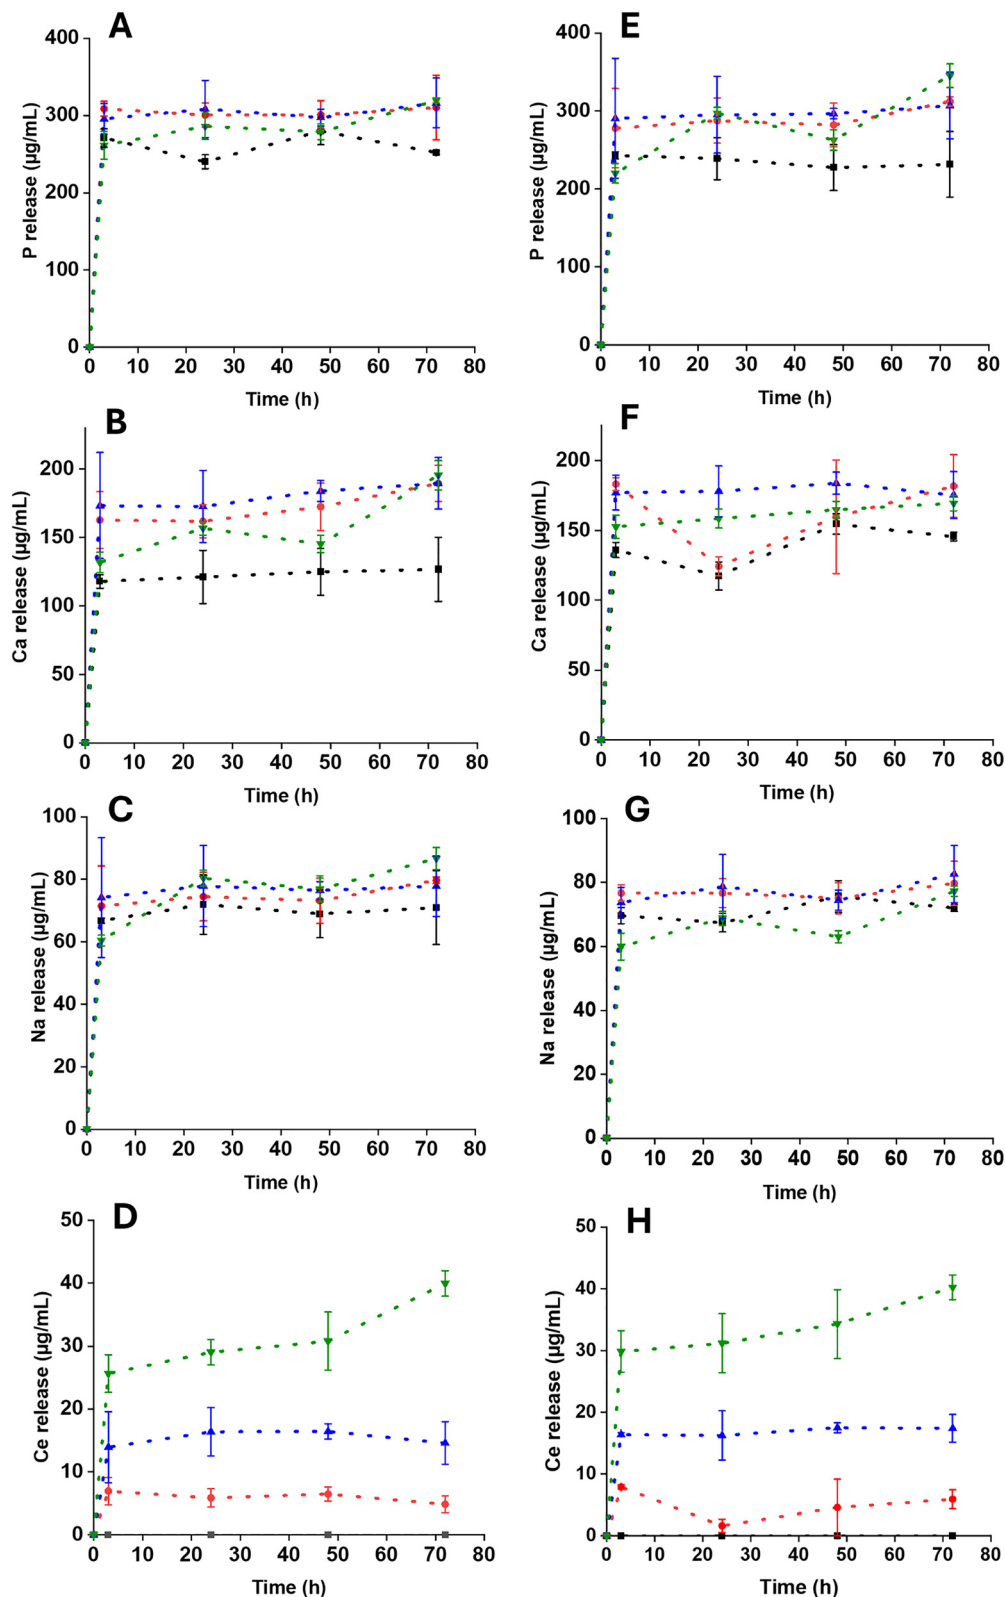 A
P release (µg/mL)
400
300
200
100
0
0 10 20 30 40 50 60 70 80
Time (h)
E
P release (µg/mL)
400
300
200
100
0
0 10 20 30 40 50 60 70 80
Time (h)
B
Ca release (µg/mL)
200
150
100
50
0
0 10 20 30 40 50 60 70 80
Time (h)
F
Ca release (µg/mL)
200
150
100
50
0
0 10 20 30 40 50 60 70 80
Time (h)
C
Na release (µg/mL)
100
80
60
40
20
0
0 10 20 30 40 50 60 70 80
Time (h)
G
Na release (µg/mL)
100
80
60
40
20
0
0 10 20 30 40 50 60 70 80
Time (h)
D
Ce release (µg/mL)
50
40
30
20
10
0
0 10 20 30 40 50 60 70 80
Time (h)
H
Ce release (µg/mL)
50
40
30
20
10
0
0 10 20 30 40 50 60 70 80
Time (h)